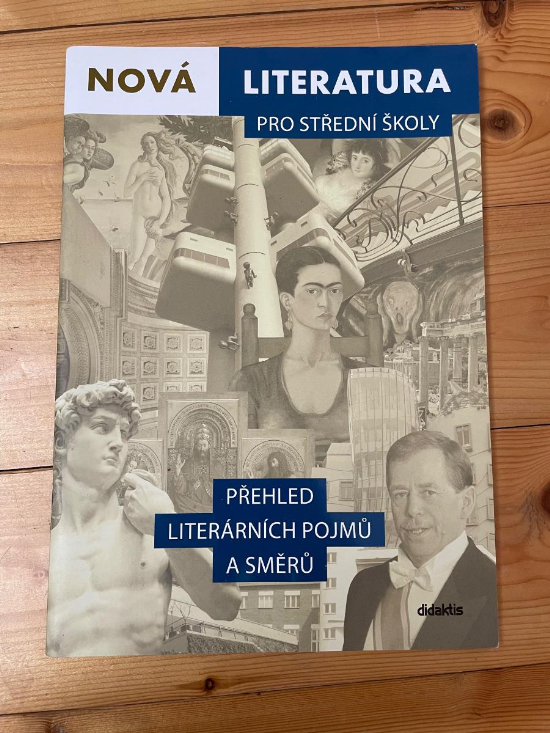 NOVÁ LITERATURA
PRO STŘEDNÍ ŠKOLY
PŘEHLED
LITERÁRNÍCH POJMŮ
A SMĚRŮ
didaktis